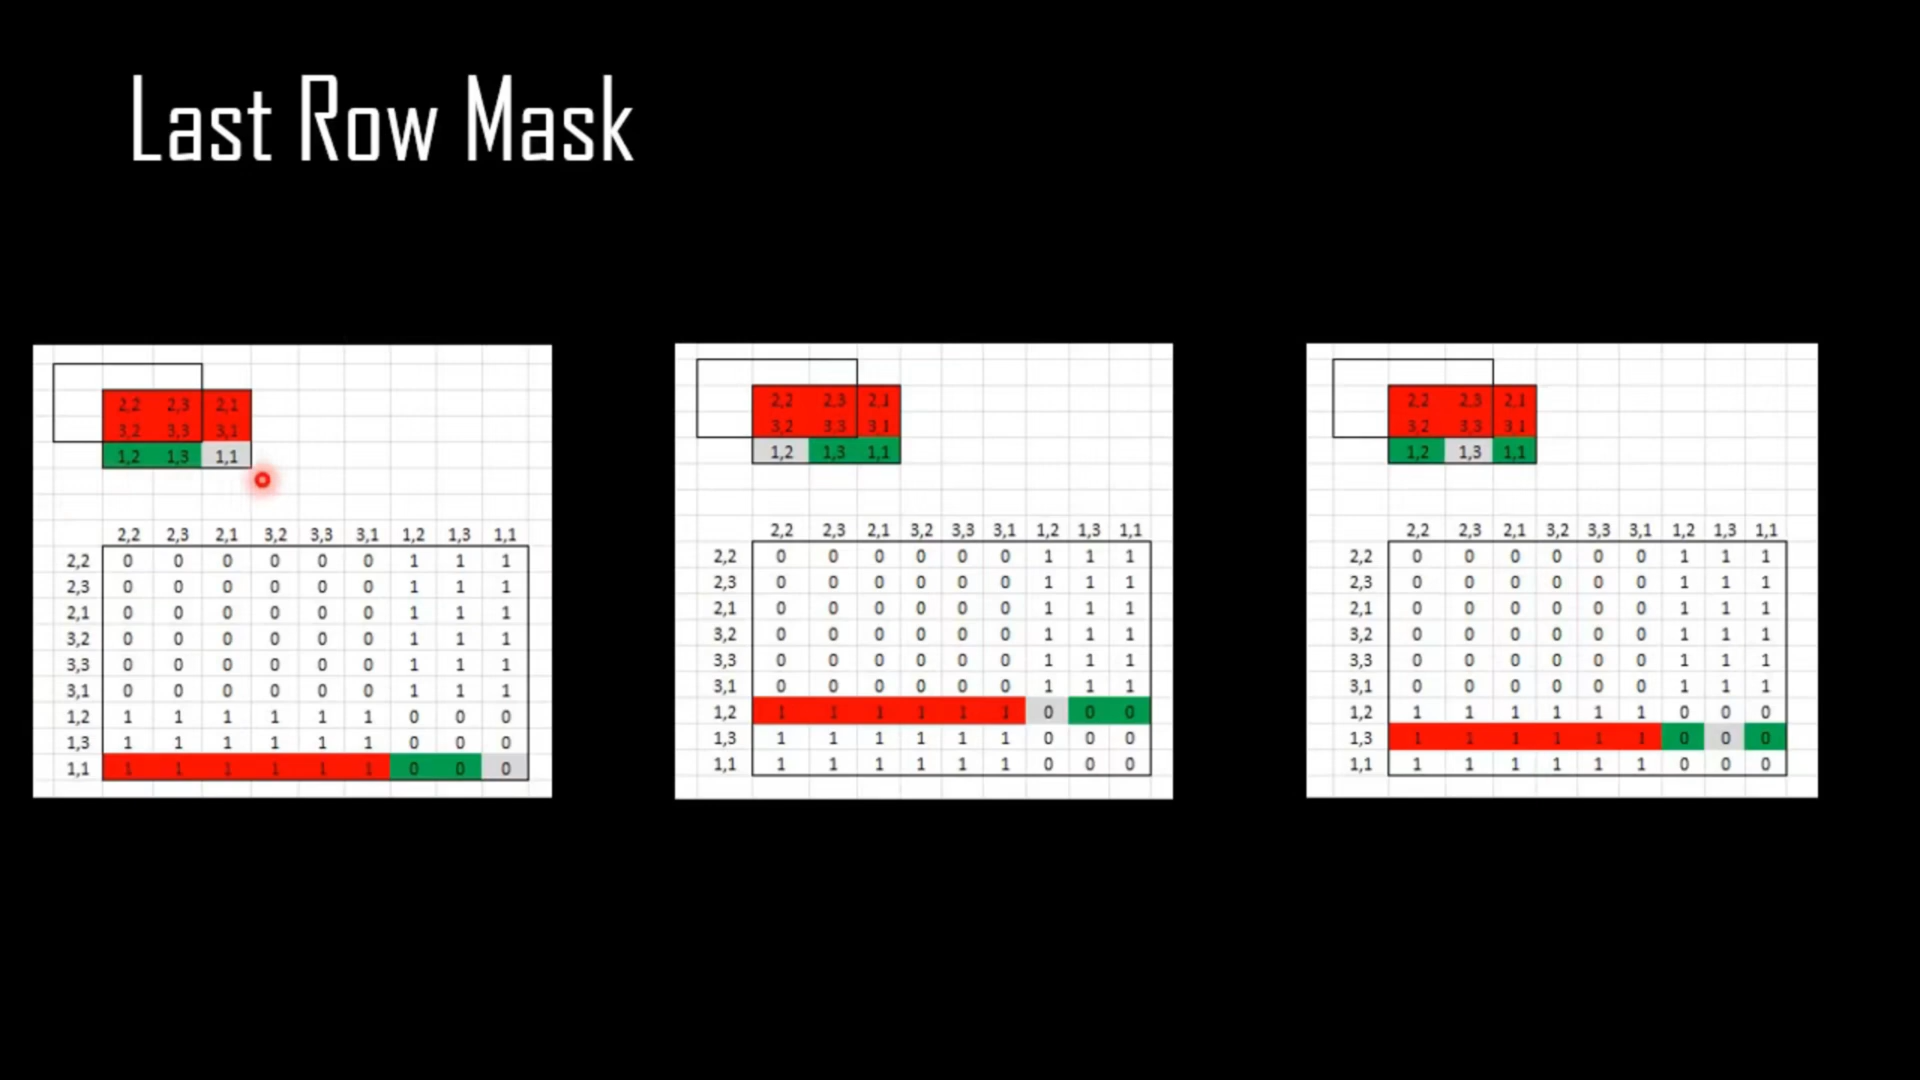 Last Row Mask
2,2 2,3 2,1
3,2 3,3 3,1
1,2 1,3 1,1
2,2 2,3 2,1 3,2 3,3 3,1 1,2 1,3 1,1
2,2 0 0 0 0 0 0 1 1 1
2,3 0 0 0 0 0 0 1 1 1
2,1 0 0 0 0 0 0 1 1 1
3,2 0 0 0 0 0 0 1 1 1
3,3 0 0 0 0 0 0 1 1 1
3,1 0 0 0 0 0 0 1 1 1
1,2 1 1 1 1 1 1 0 0 0
1,3 1 1 1 1 1 1 0 0 0
1,1 1 1 1 1 1 1 0 0 0
2,2 2,3 2,1
3,2 3,3 3,1
1,2 1,3 1,1
2,2 2,3 2,1 3,2 3,3 3,1 1,2 1,3 1,1
2,2 0 0 0 0 0 0 1 1 1
2,3 0 0 0 0 0 0 1 1 1
2,1 0 0 0 0 0 0 1 1 1
3,2 0 0 0 0 0 0 1 1 1
3,3 0 0 0 0 0 0 1 1 1
3,1 0 0 0 0 0 0 1 1 1
1,2 1 1 1 1 1 1 0 0 0
1,3 1 1 1 1 1 1 0 0 0
1,1 1 1 1 1 1 1 0 0 0
2,2 2,3 2,1
3,2 3,3 3,1
1,2 1,3 1,1
2,2 2,3 2,1 3,2 3,3 3,1 1,2 1,3 1,1
2,2 0 0 0 0 0 0 1 1 1
2,3 0 0 0 0 0 0 1 1 1
2,1 0 0 0 0 0 0 1 1 1
3,2 0 0 0 0 0 0 1 1 1
3,3 0 0 0 0 0 0 1 1 1
3,1 0 0 0 0 0 0 1 1 1
1,2 1 1 1 1 1 1 0 0 0
1,3 1 1 1 1 1 1 0 0 0
1,1 1 1 1 1 1 1 0 0 0